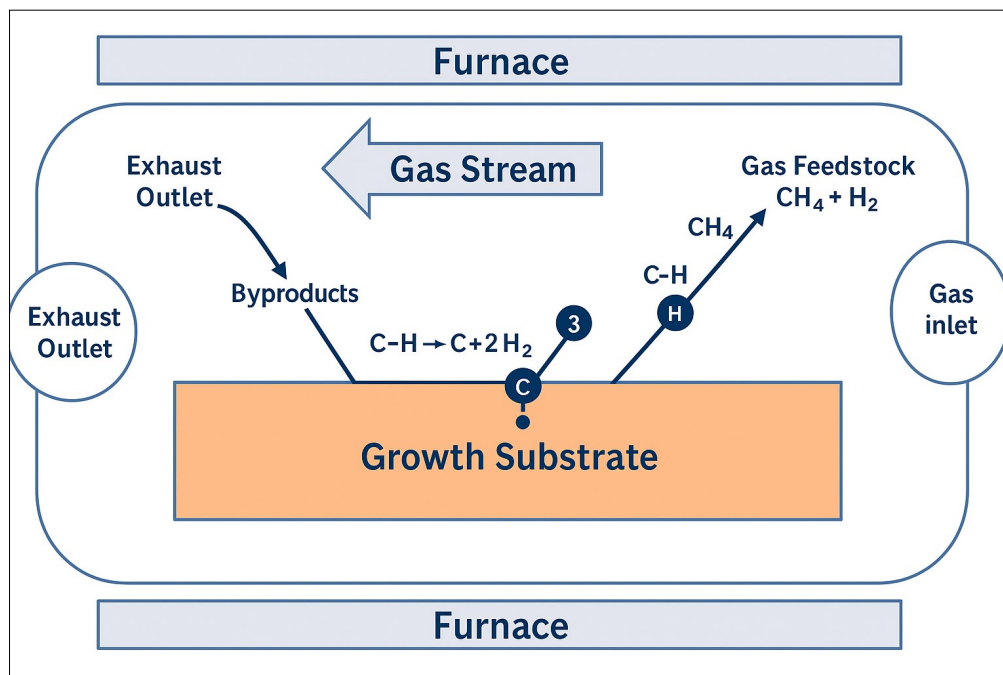 Furnace
Exhaust
Outlet
Gas Stream
Gas Feedstock
CH₄ + H₂
CH₄
C-H
H
Byproducts
3
C-H → C+2 H₂
C
Exhaust
Outlet
Gas
inlet
Growth Substrate
Furnace